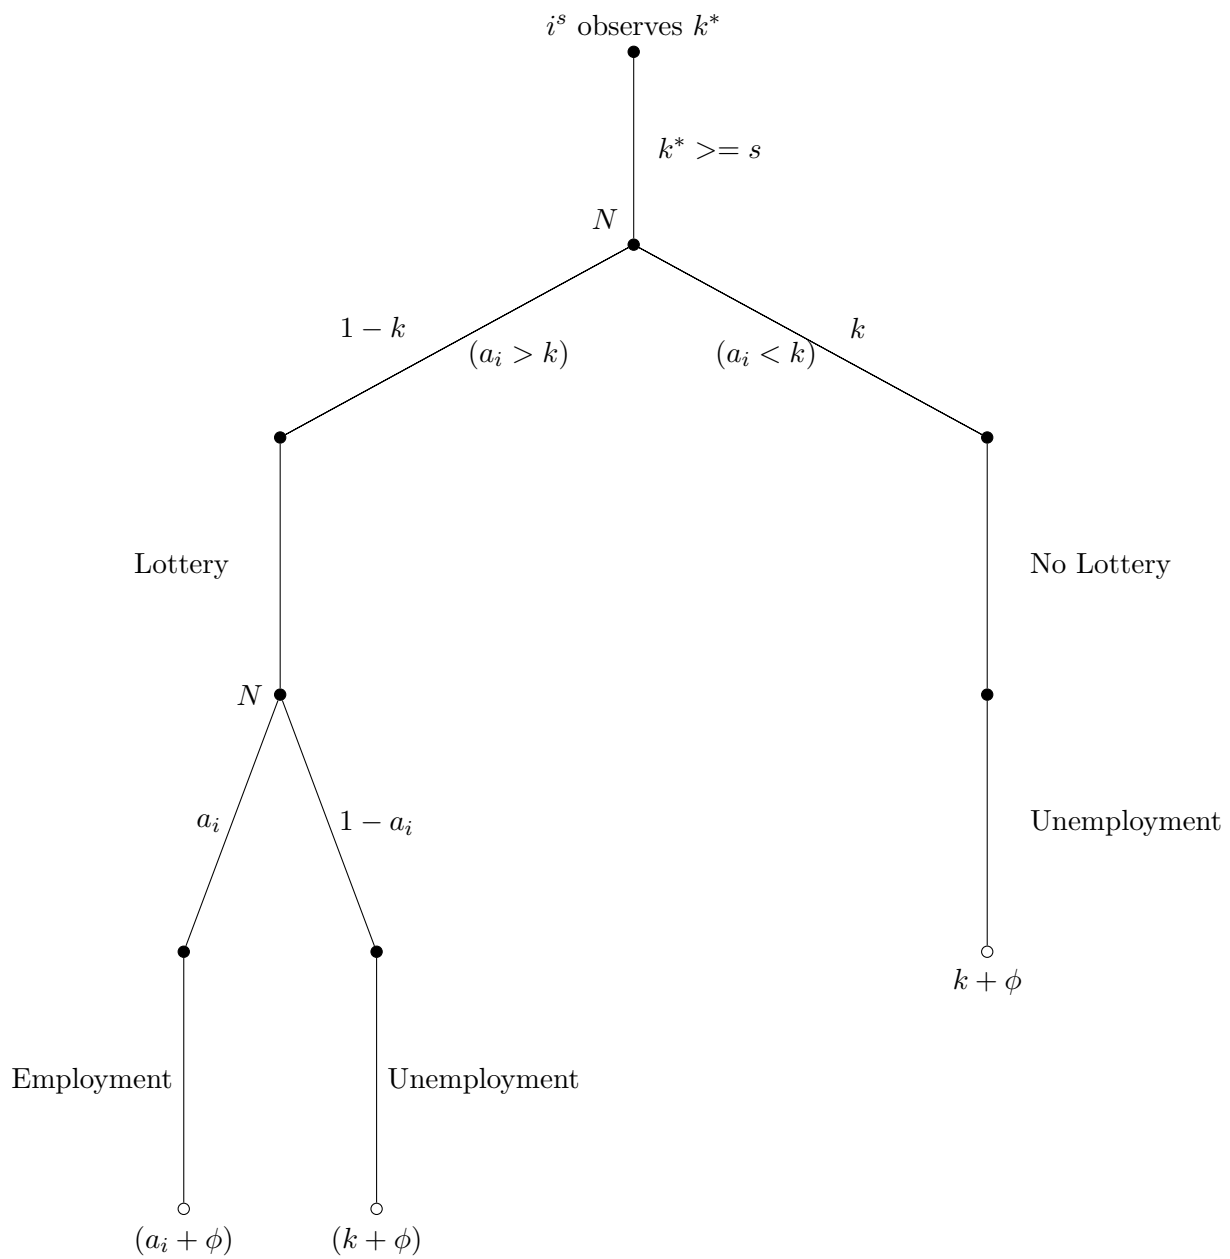 i^s observes k*
k* >= s
N
1 − k
k
(a_i > k)
(a_i < k)
Lottery
No Lottery
N
a_i
1 − a_i
Unemployment
k + ϕ
Employment
Unemployment
(a_i + ϕ)
(k + ϕ)